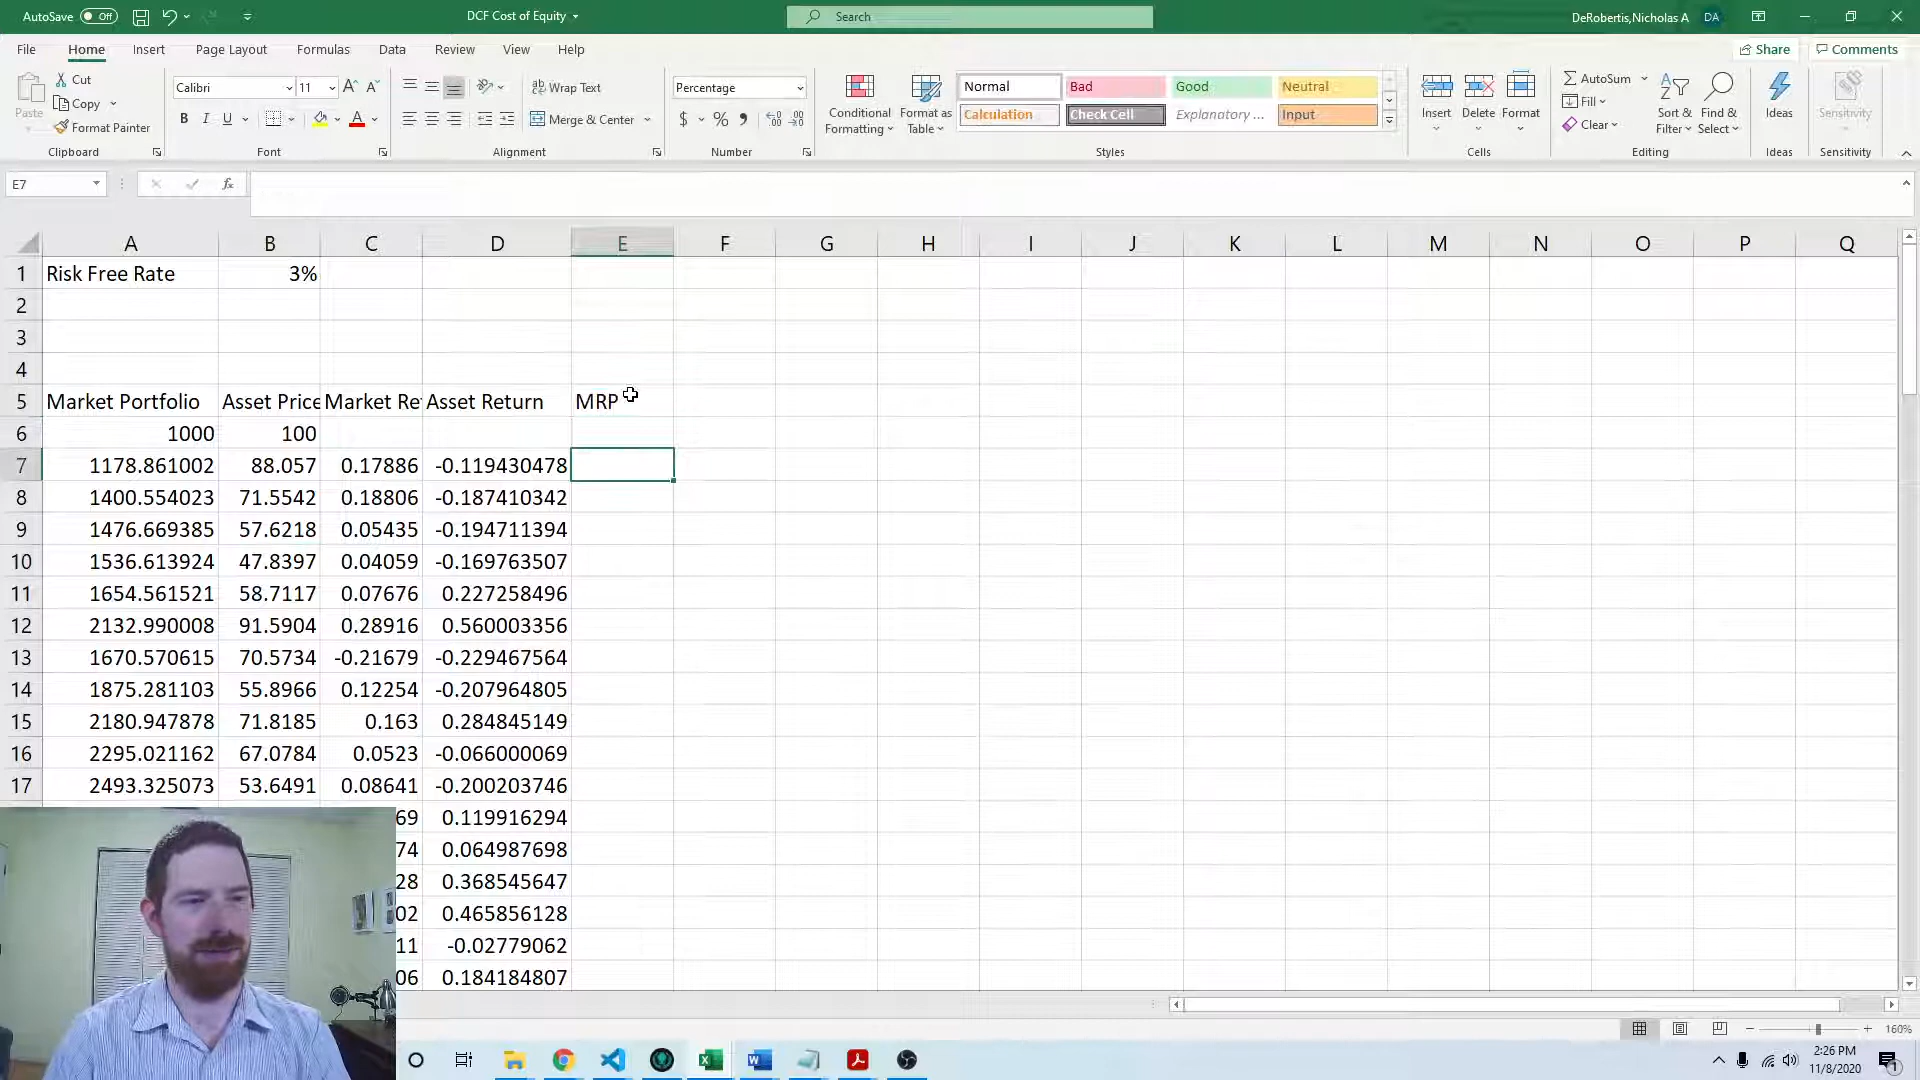 AutoSave Off DCF Cost of Equity Search DeRobertis,Nicholas A DA
File Home Insert Page Layout Formulas Data Review View Help Share Comments
Cut Calibri 11 Wrap Text Percentage Normal Bad Good Neutral AutoSum
Copy Fill
Paste Format Painter Merge & Center $ % Conditional Formatting Format as Table Calculation Check Cell Explanatory ... Input Insert Delete Format Clear Sort & Filter Find & Select Ideas Sensitivity
Clipboard Font Alignment Number Styles Cells Editing Ideas Sensitivity
E7 fx
A B C D E F G H I J K L M N O P Q
1 Risk Free Rate 3%
2
3
4
5 Market Portfolio Asset Price Market Re Asset Return MRP
6 1000 100
7 1178.861002 88.057 0.17886 -0.119430478
8 1400.554023 71.5542 0.18806 -0.187410342
9 1476.669385 57.6218 0.05435 -0.194711394
10 1536.613924 47.8397 0.04059 -0.169763507
11 1654.561521 58.7117 0.07676 0.227258496
12 2132.990008 91.5904 0.28916 0.560003356
13 1670.570615 70.5734 -0.21679 -0.229467564
14 1875.281103 55.8966 0.12254 -0.207964805
15 2180.947878 71.8185 0.163 0.284845149
16 2295.021162 67.0784 0.0523 -0.066000069
17 2493.325073 53.6491 0.08641 -0.200203746
69 0.119916294
74 0.064987698
28 0.368545647
02 0.465856128
11 -0.02779062
06 0.184184807
160%
2:26 PM
11/8/2020